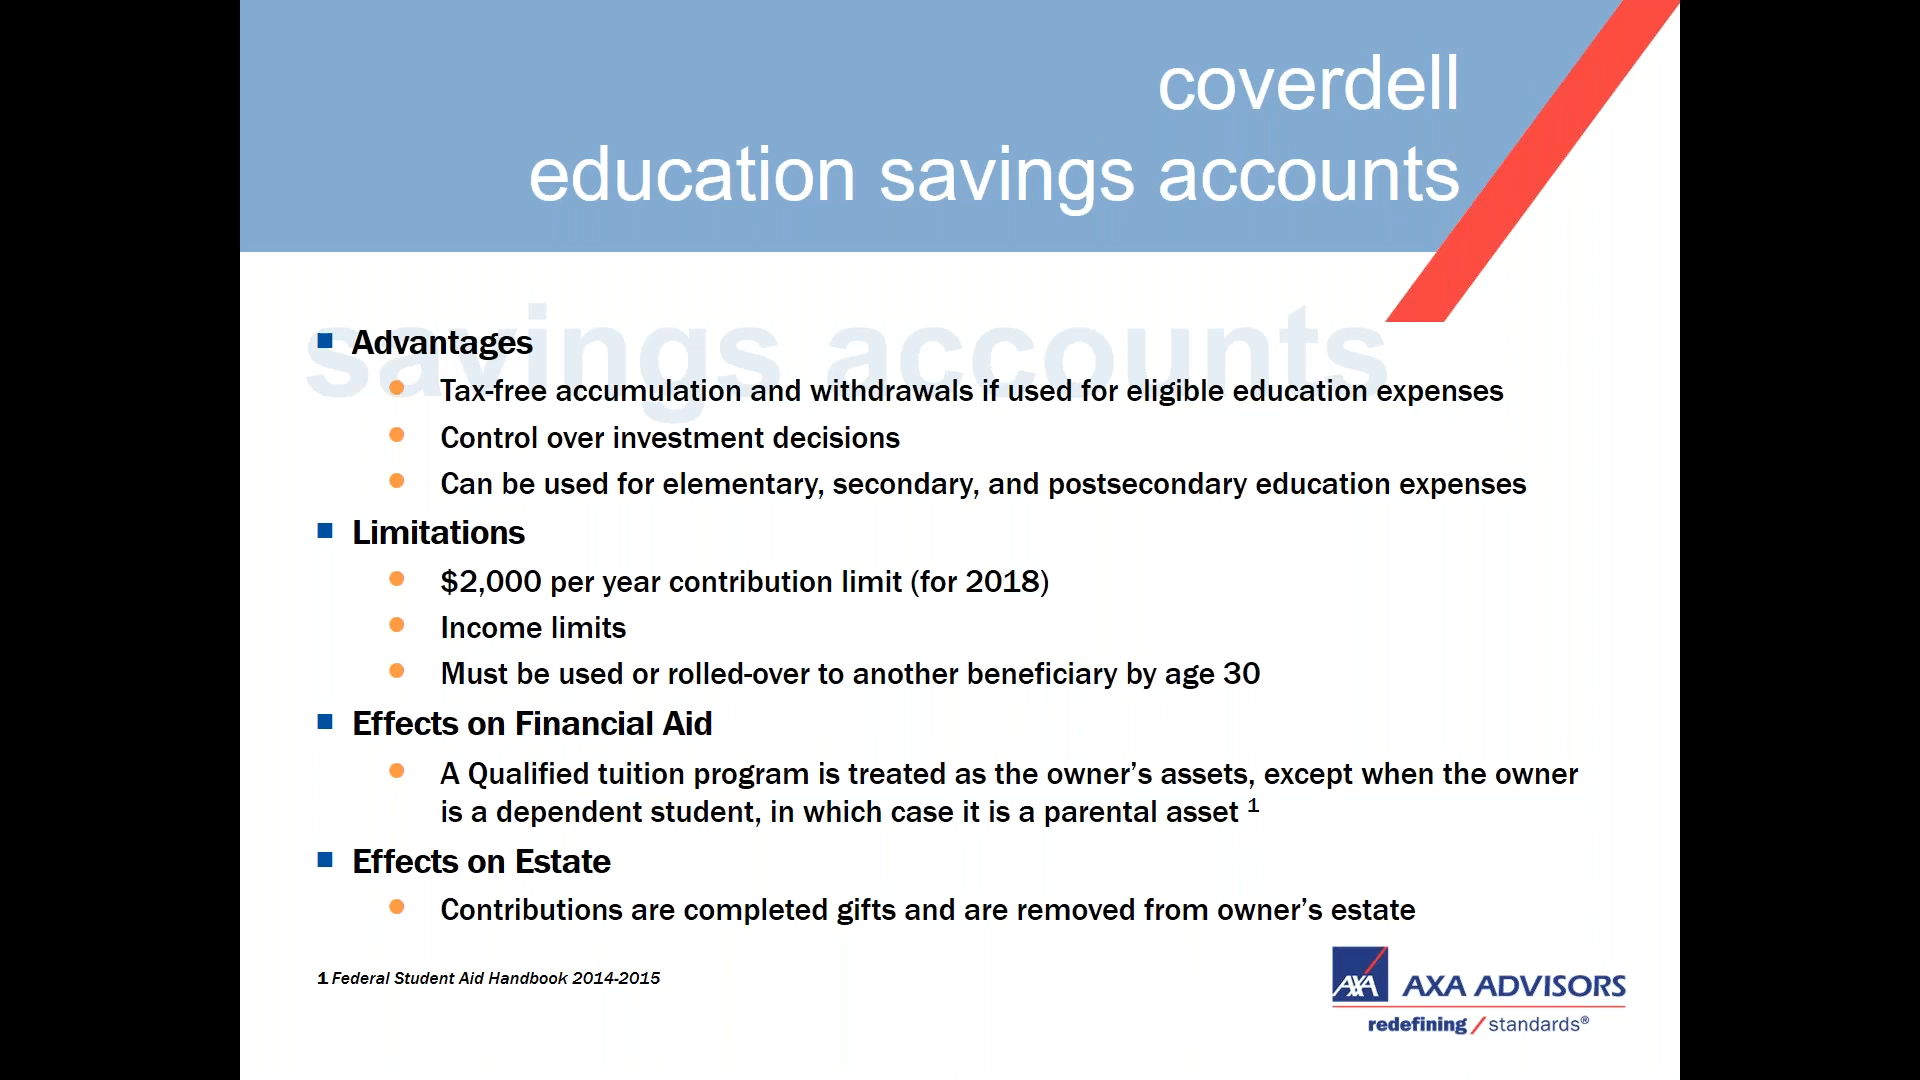 coverdell
education savings accounts
savings accounts
Advantages
Tax-free accumulation and withdrawals if used for eligible education expenses
Control over investment decisions
Can be used for elementary, secondary, and postsecondary education expenses
Limitations
$2,000 per year contribution limit (for 2018)
Income limits
Must be used or rolled-over to another beneficiary by age 30
Effects on Financial Aid
A Qualified tuition program is treated as the owner’s assets, except when the owner
is a dependent student, in which case it is a parental asset 1
Effects on Estate
Contributions are completed gifts and are removed from owner’s estate
1 Federal Student Aid Handbook 2014-2015
AXA AXA ADVISORS
redefining / standards®